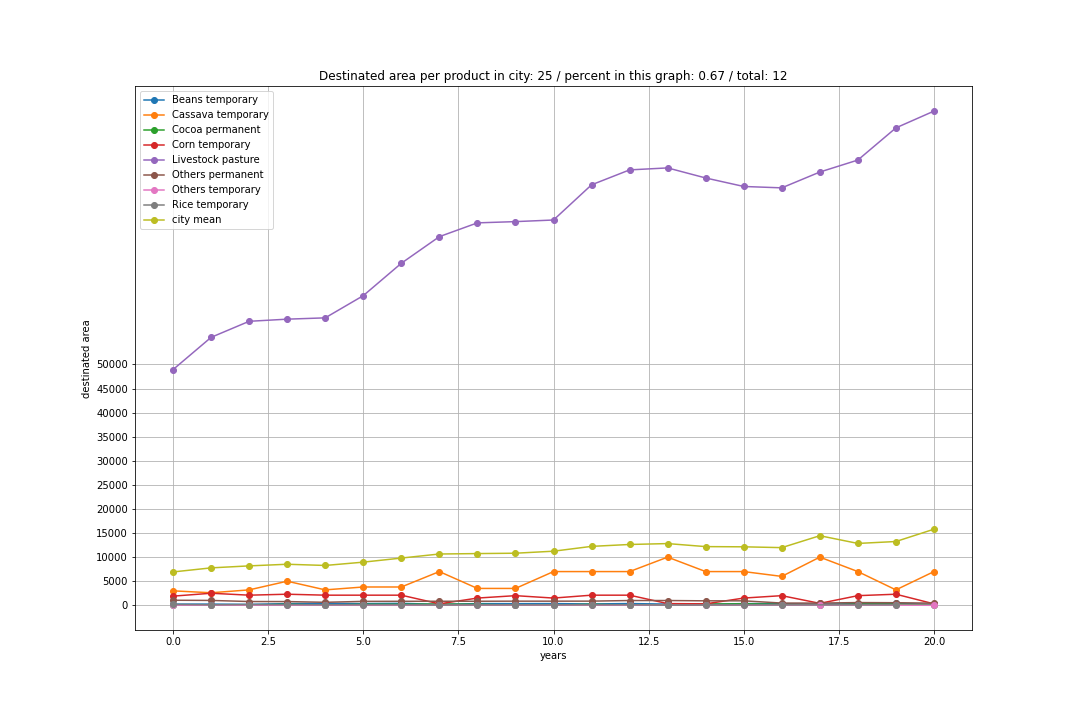 Destinated area per product in city: 25 / percent in this graph: 0.67 / total: 12
Beans temporary
Cassava temporary
Cocoa permanent
Corn temporary
Livestock pasture
Others permanent
Others temporary
Rice temporary
city mean
destinated area
50000
45000
40000
35000
30000
25000
20000
15000
10000
5000
0
0.0 2.5 5.0 7.5 10.0 12.5 15.0 17.5 20.0
years